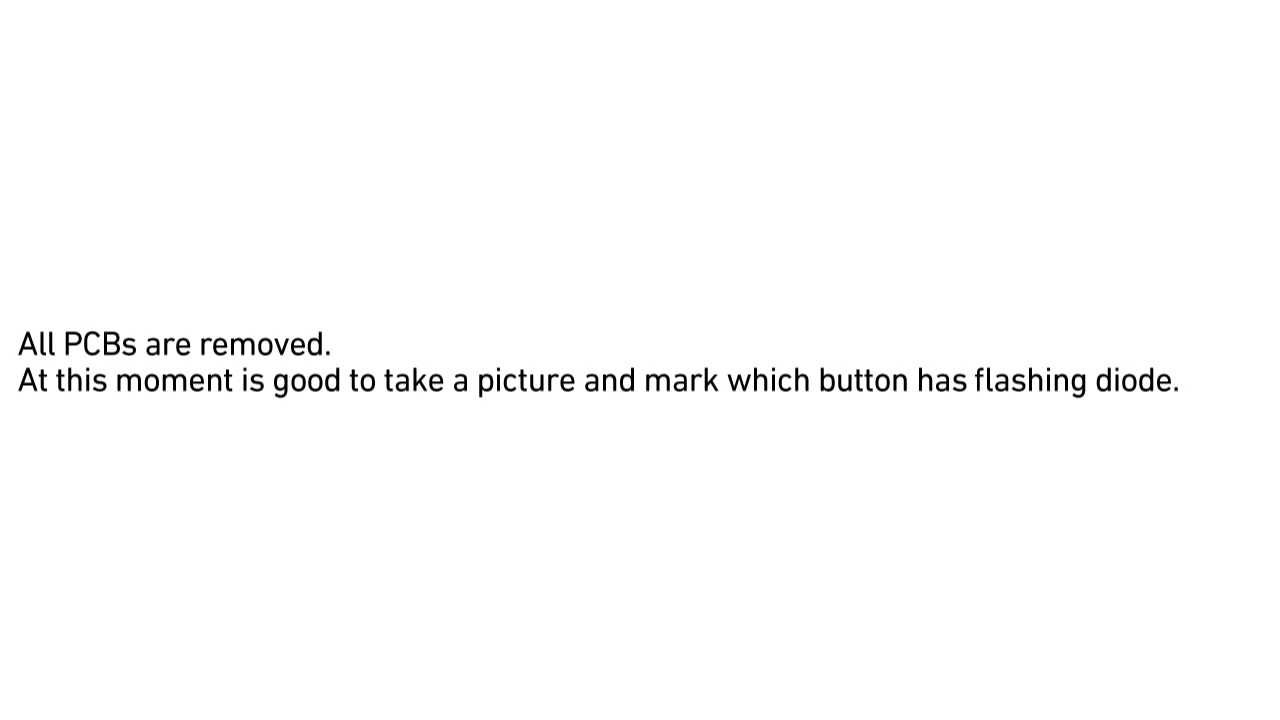 All PCBs are removed.
At this moment is good to take a picture and mark which button has flashing diode.